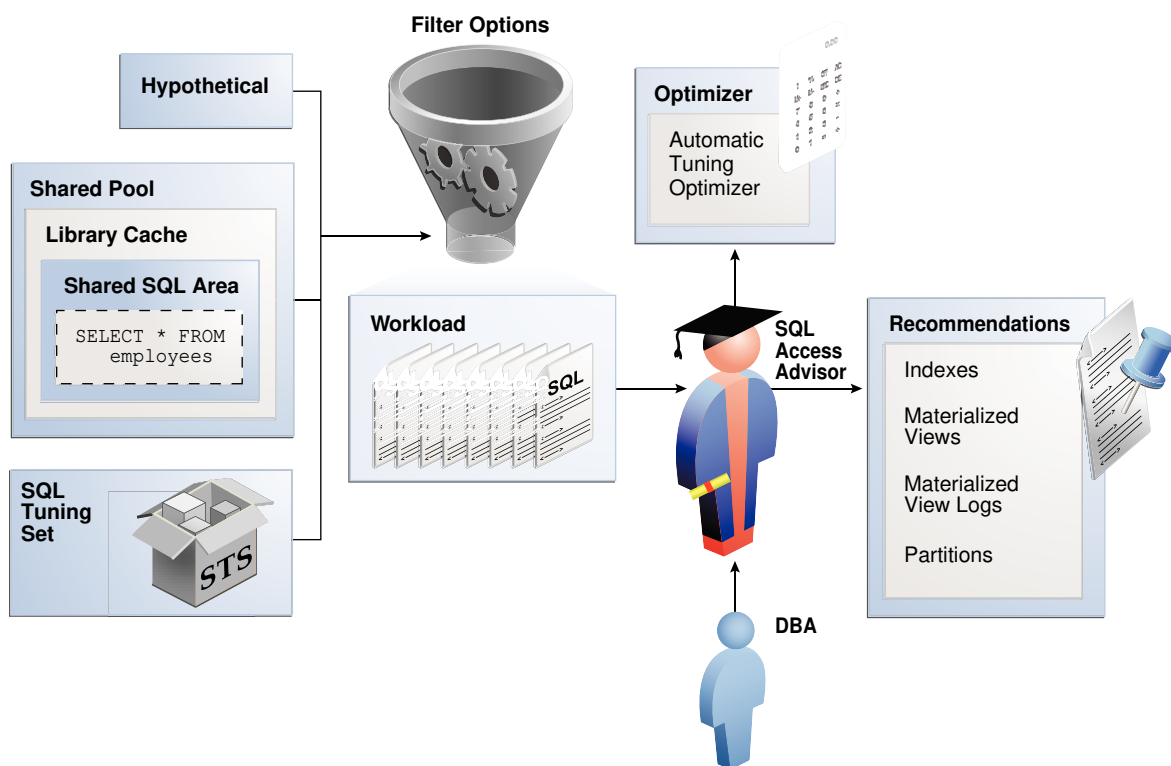 Filter Options
Hypothetical
Shared Pool
Library Cache
Shared SQL Area
SELECT * FROM
employees
SQL
Tuning
Set
STS
Workload
SQL
Optimizer
Automatic
Tuning
Optimizer
SQL
Access
Advisor
DBA
Recommendations
Indexes
Materialized
Views
Materialized
View Logs
Partitions